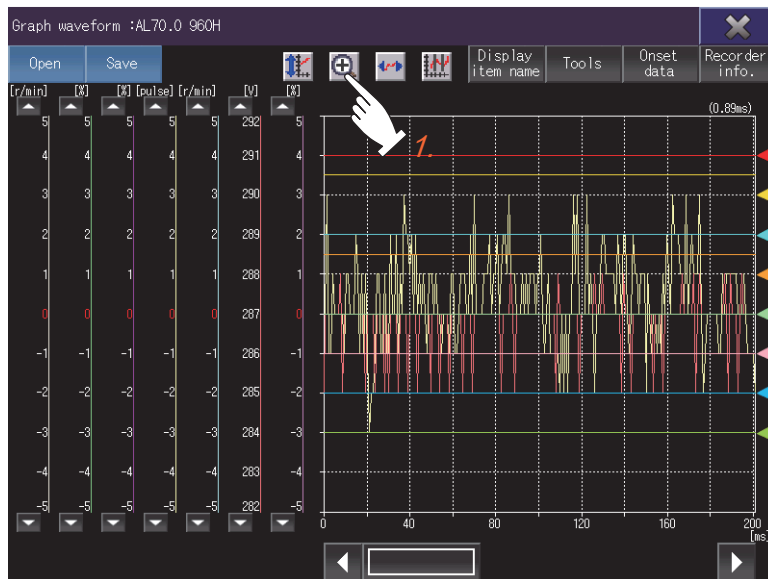 Graph waveform :AL70.0 960H
Open Save Display item name Tools Onset data Recorder info.
[r/min] [%] [%] [pulse] [r/min] [V] [%]
(0.89ms)
1.
5 5 5 5 5 292 5
4 4 4 4 4 291 4
3 3 3 3 3 290 3
2 2 2 2 2 289 2
1 1 1 1 1 288 1
0 0 0 0 0 287 0
-1 -1 -1 -1 -1 286 -1
-2 -2 -2 -2 -2 285 -2
-3 -3 -3 -3 -3 284 -3
-4 -4 -4 -4 -4 283 -4
-5 -5 -5 -5 -5 282 -5
0 40 80 120 160 200
[ms]